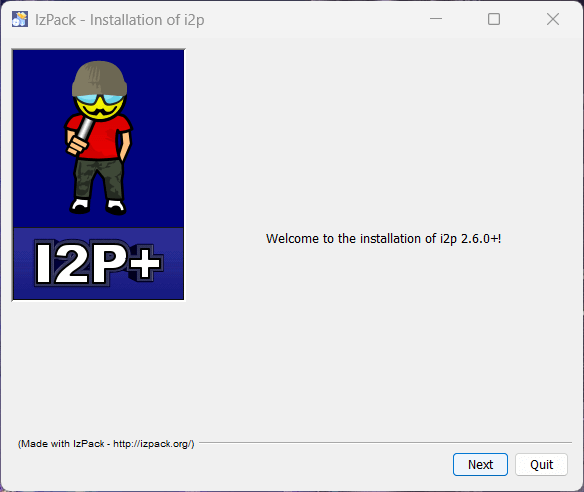 IzPack - Installation of i2p
I2P+
Welcome to the installation of i2p 2.6.0+!
(Made with IzPack - http://izpack.org/)
Next
Quit